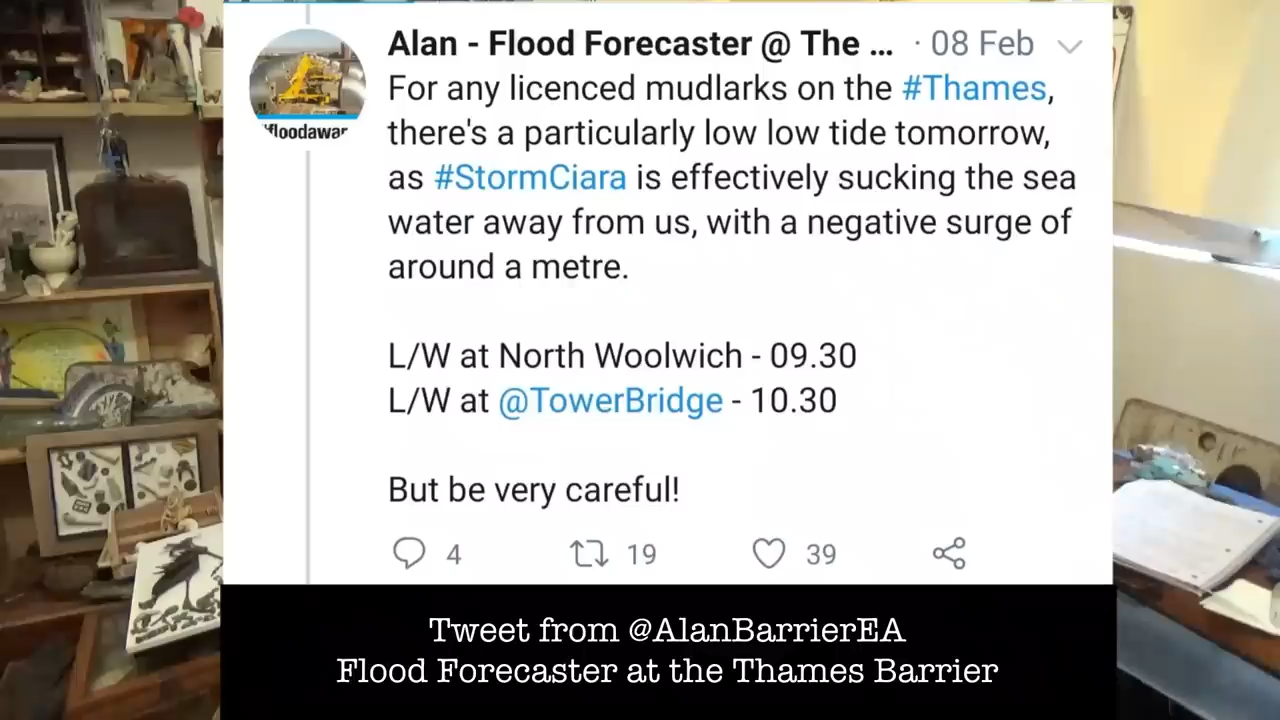 Alan - Flood Forecaster @ The ... · 08 Feb
For any licenced mudlarks on the #Thames,
there's a particularly low low tide tomorrow,
as #StormCiara is effectively sucking the sea
water away from us, with a negative surge of
around a metre.
L/W at North Woolwich - 09.30
L/W at @TowerBridge - 10.30
But be very careful!
4 19 39
#floodawar
Tweet from @AlanBarrierEA
Flood Forecaster at the Thames Barrier